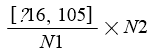 [?16, 105] / N1 × N2